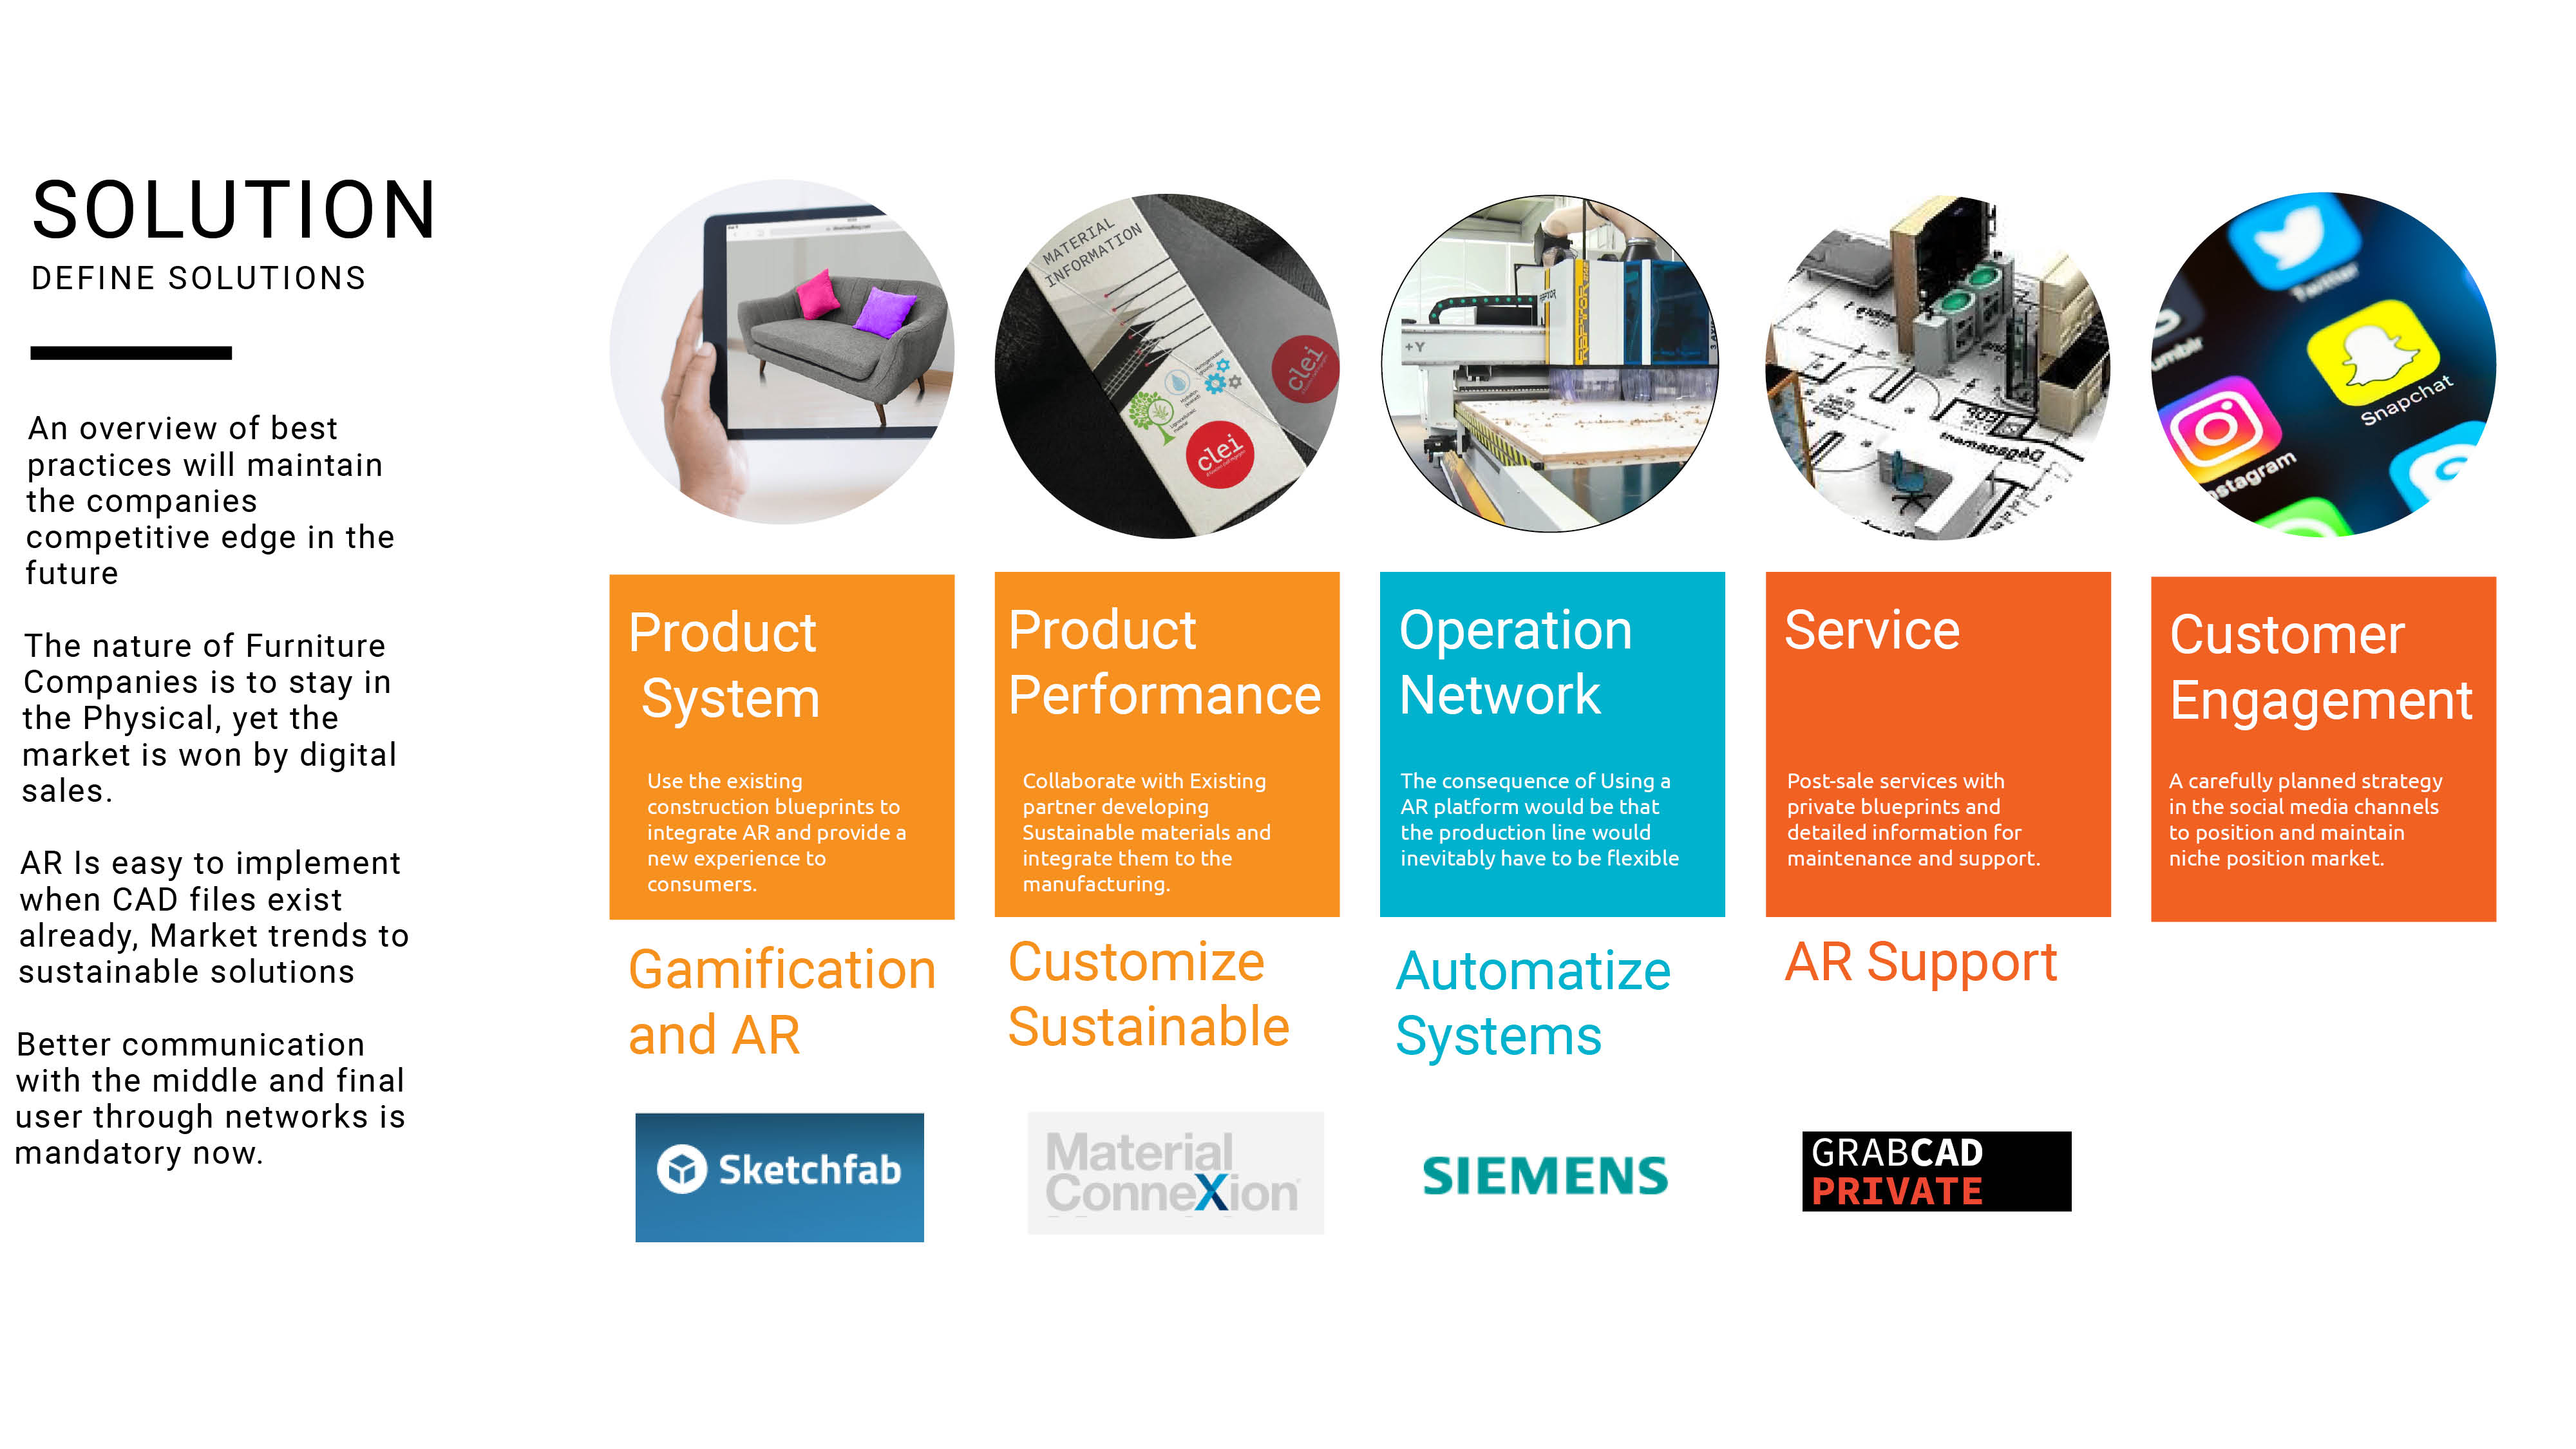 SOLUTION
DEFINE SOLUTIONS
An overview of best
practices will maintain
the companies
competitive edge in the
future
The nature of Furniture
Companies is to stay in
the Physical, yet the
market is won by digital
sales.
AR Is easy to implement
when CAD files exist
already, Market trends to
sustainable solutions
Better communication
with the middle and final
user through networks is
mandatory now.
MATERIAL
INFORMATION
clei
clei
+Y
RAPTOR
Twitter
Snapchat
Instagram
Product
System
Use the existing
construction blueprints to
integrate AR and provide a
new experience to
consumers.
Gamification
and AR
Sketchfab
Product
Performance
Collaborate with Existing
partner developing
Sustainable materials and
integrate them to the
manufacturing.
Customize
Sustainable
Material
ConneXion
Operation
Network
The consequence of Using a
AR platform would be that
the production line would
inevitably have to be flexible
Automatize
Systems
SIEMENS
Service
Post-sale services with
private blueprints and
detailed information for
maintenance and support.
AR Support
GRABCAD
PRIVATE
Customer
Engagement
A carefully planned strategy
in the social media channels
to position and maintain
niche position market.